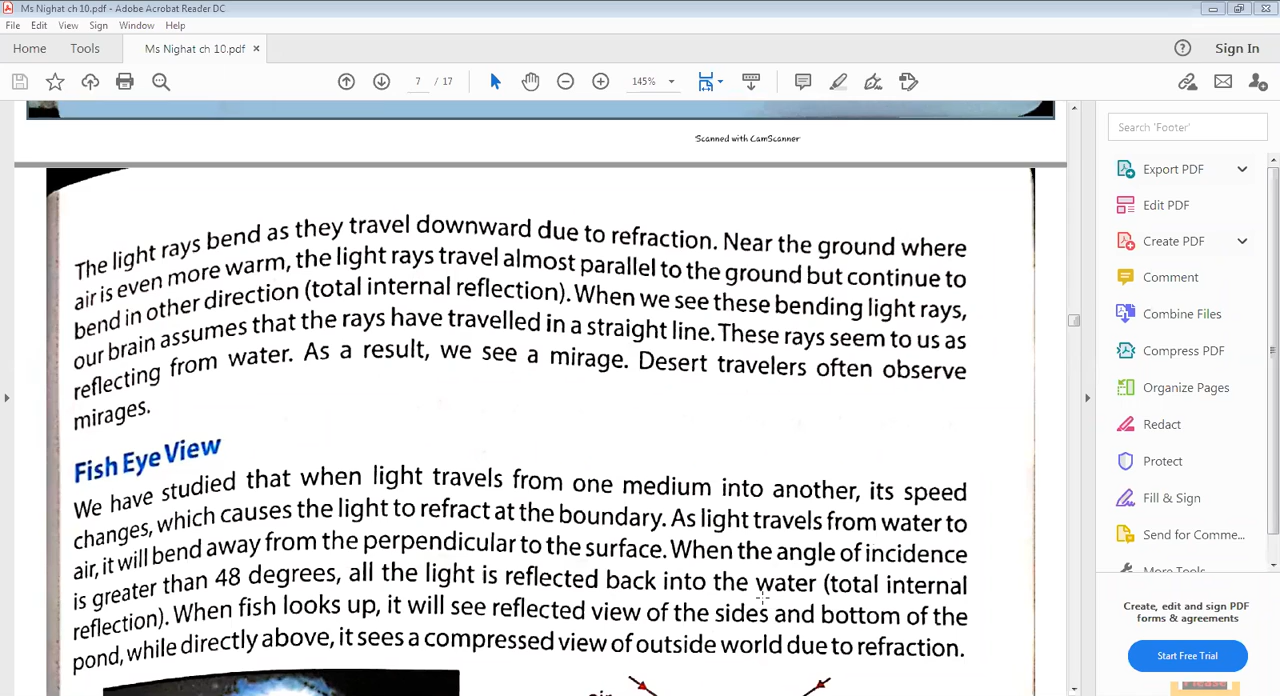 Ms Nighat ch 10.pdf - Adobe Acrobat Reader DC
File Edit View Sign Window Help
Home Tools Ms Nighat ch 10.pdf × Sign In
7 / 17 145%
Scanned with CamScanner
The light rays bend as they travel downward due to refraction. Near the ground where
air is even more warm, the light rays travel almost parallel to the ground but continue to
bend in other direction (total internal reflection). When we see these bending light rays,
our brain assumes that the rays have travelled in a straight line. These rays seem to us as
reflecting from water. As a result, we see a mirage. Desert travelers often observe
mirages.
Fish Eye View
We have studied that when light travels from one medium into another, its speed
changes, which causes the light to refract at the boundary. As light travels from water to
air, it will bend away from the perpendicular to the surface. When the angle of incidence
is greater than 48 degrees, all the light is reflected back into the water (total internal
reflection). When fish looks up, it will see reflected view of the sides and bottom of the
pond, while directly above, it sees a compressed view of outside world due to refraction.
Search 'Footer'
Export PDF
Edit PDF
Create PDF
Comment
Combine Files
Compress PDF
Organize Pages
Redact
Protect
Fill & Sign
Send for Comme...
More Tools
Create, edit and sign PDF
forms & agreements
Start Free Trial